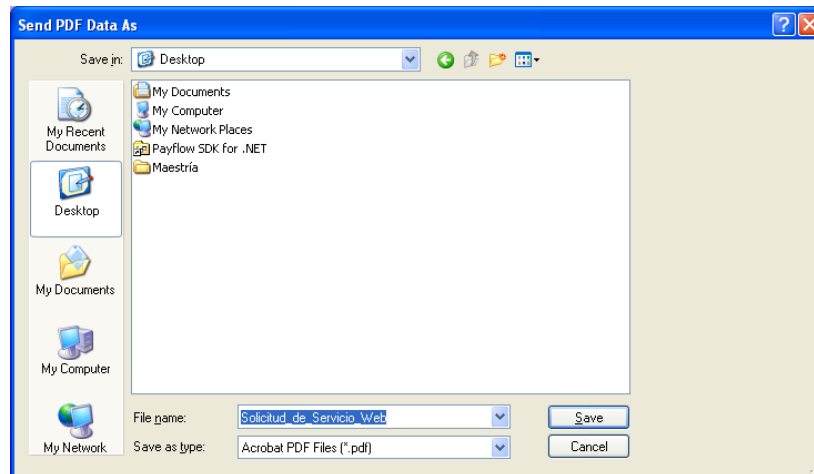 Send PDF Data As
Save in: Desktop
My Recent
Documents
Desktop
My Documents
My Computer
My Network
My Documents
My Computer
My Network Places
Payflow SDK for .NET
Maestría
File name: Solicitud_de_Servicio_Web Save
Save as type: Acrobat PDF Files (*.pdf) Cancel